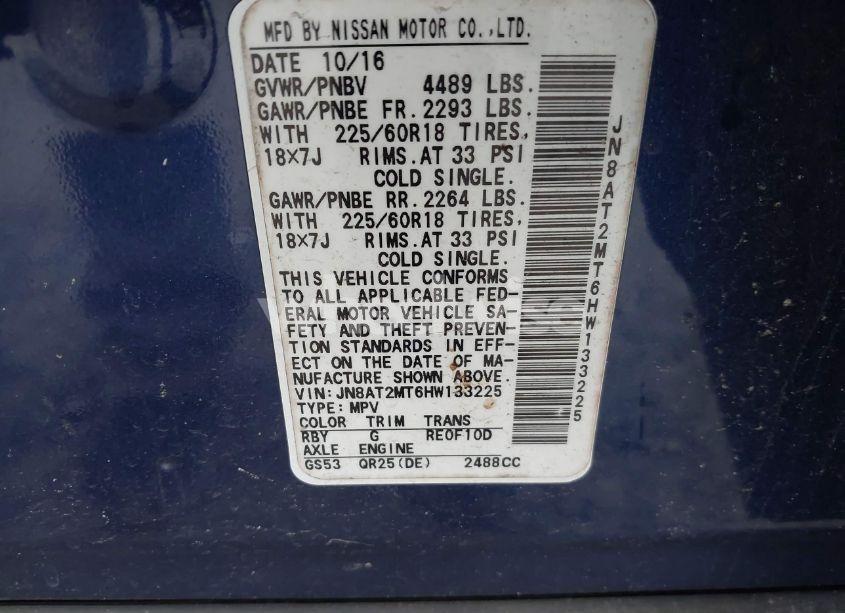 MFD BY NISSAN MOTOR CO.,LTD.
DATE 10/16
GVWR/PNBV 4489 LBS.
GAWR/PNBE FR. 2293 LBS.
WITH 225/60R18 TIRES,
18×7J RIMS. AT 33 PSI
COLD SINGLE.
GAWR/PNBE RR. 2264 LBS.
WITH 225/60R18 TIRES,
18×7J RIMS. AT 33 PSI
COLD SINGLE.
THIS VEHICLE CONFORMS
TO ALL APPLICABLE FED-
ERAL MOTOR VEHICLE SA-
FETY AND THEFT PREVEN-
TION STANDARDS IN EFF-
ECT ON THE DATE OF MA-
NUFACTURE SHOWN ABOVE.
VIN:JN8AT2MT6HW133225
TYPE:MPV
COLOR TRIM TRANS
RBY G RE0F10D
AXLE ENGINE
GS53 QR25(DE) 2488CC
JN8AT2MT6HW133225